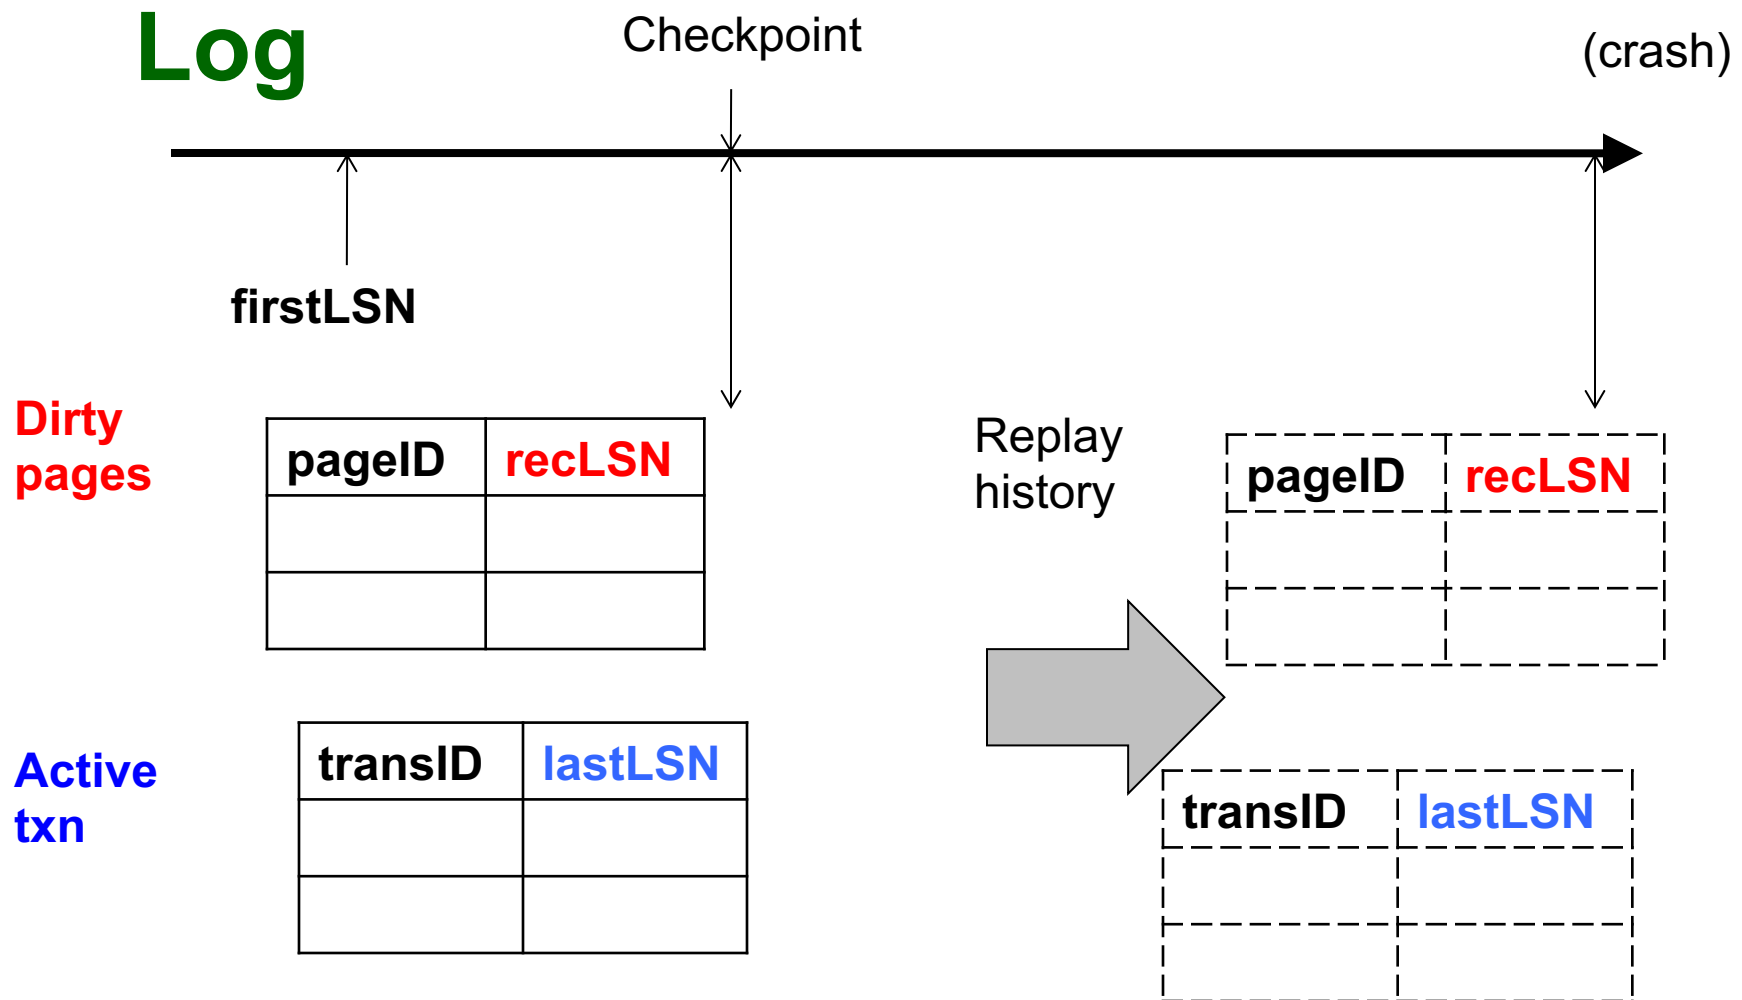 Log
Checkpoint
(crash)
firstLSN
Dirty
pages
pageID recLSN
Replay
history
pageID recLSN
Active
txn
transID lastLSN
transID lastLSN